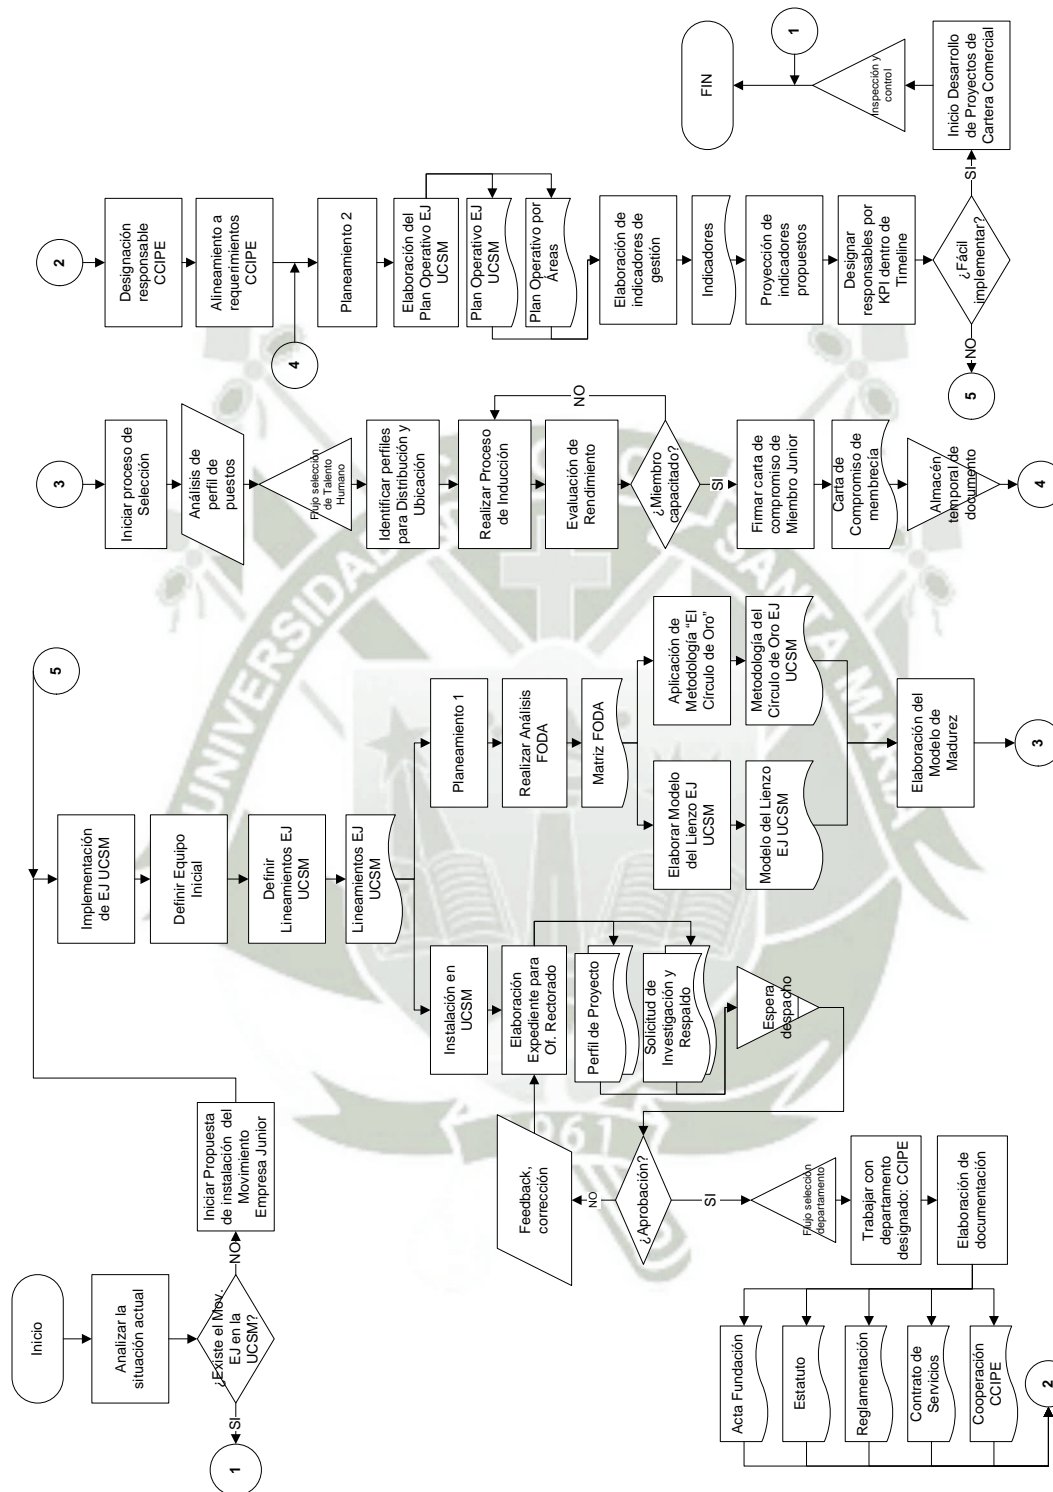 Inicio
Analizar la
situación actual
¿Existe el Mov.
EJ en la
UCSM?
SI
1
NO
Iniciar Propuesta
de instalación del
Movimiento
Empresa Junior
5
Implementación
de EJ UCSM
Definir Equipo
Inicial
Definir
Lineamientos EJ
UCSM
Lineamientos EJ
UCSM
Instalación en
UCSM
Elaboración
Expediente para
Of. Rectorado
Perfil de Proyecto
Solicitud de
Investigación y
Respaldo
Espera
despacho
¿Aprobación?
NO
Feedback,
corrección
SI
Flujo selección
departamento
Trabajar con
departamento
designado: CCIPE
Elaboración de
documentación
Acta Fundación
Estatuto
Reglamentación
Contrato de
Servicios
Cooperación
CCIPE
2
Planeamiento 1
Realizar Análisis
FODA
Matriz FODA
Elaborar Modelo
del Lienzo EJ
UCSM
Modelo del Lienzo
EJ UCSM
Aplicación de
Metodología “El
Círculo de Oro”
Metodología del
Círculo de Oro EJ
UCSM
Elaboración del
Modelo de
Madurez
3
3
Iniciar proceso de
Selección
Análisis de
perfil de
puestos
Flujo selección
de Talento
Humano
Identificar perfiles
para Distribución y
Ubicación
Realizar Proceso
de Inducción
Evaluación de
Rendimiento
¿Miembro
capacitado?
NO
SI
Firmar carta de
compromiso de
Miembro Junior
Carta de
Compromiso de
membrecía
Almacén
temporal de
documento
4
2
Designación
responsable
CCIPE
Alineamiento a
requerimientos
CCIPE
4
Planeamiento 2
Elaboración del
Plan Operativo EJ
UCSM
Plan Operativo EJ
UCSM
Plan Operativo por
Áreas
Elaboración de
indicadores de
gestión
Indicadores
Proyección de
indicadores
propuestos
Designar
responsables por
KPI dentro de
Timeline
¿Fácil
implementar?
NO
5
SI
Inicio Desarrollo
de Proyectos de
Cartera Comercial
Inspección y
control
1
FIN
UNIVERSIDAD
SANTA MARIA
961